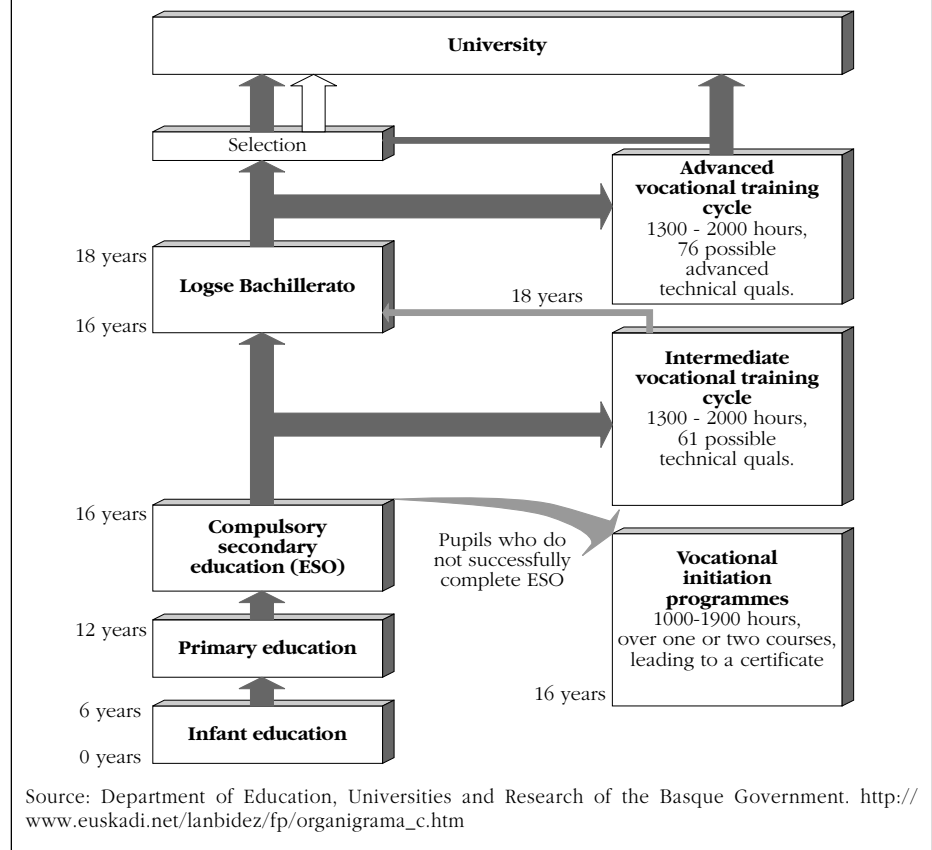 University
Selection
Advanced
vocational training
cycle
1300 - 2000 hours,
76 possible
advanced
technical quals.
18 years
Logse Bachillerato
16 years
18 years
Intermediate
vocational training
cycle
1300 - 2000 hours,
61 possible
technical quals.
16 years
Compulsory
secondary
education (ESO)
Pupils who do
not successfully
complete ESO
Vocational
initiation
programmes
1000-1900 hours,
over one or two courses,
leading to a certificate
16 years
12 years
Primary education
6 years
Infant education
0 years
Source: Department of Education, Universities and Research of the Basque Government. http://
www.euskadi.net/lanbidez/fp/organigrama_c.htm